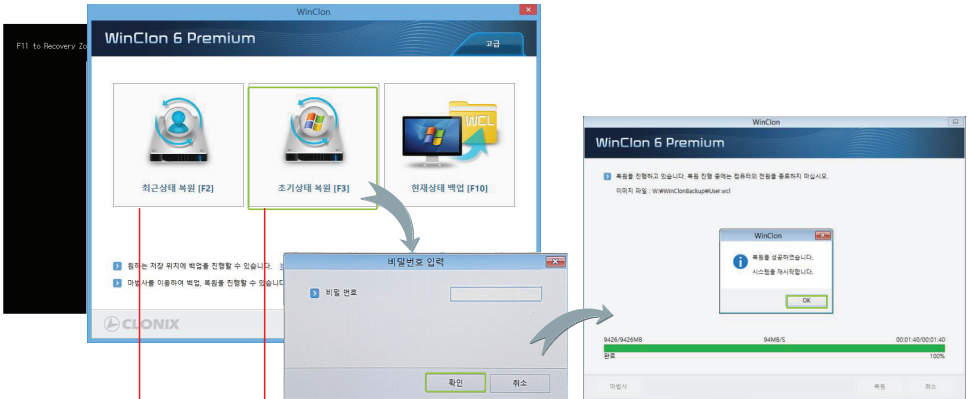 F11 to Recovery Zo
WinClon
WinClon 6 Premium
고급
WCL
최근상태 복원 [F2]
초기상태 복원 [F3]
현재상태 백업 [F10]
원하는 저장 위치에 백업을 진행할 수 있습니다.
마법사를 이용하여 백업, 복원을 진행할 수 있습니다
CLONIX
비밀번호 입력
비밀 번호
확인
취소
WinClon
WinClon 6 Premium
복원을 진행하고 있습니다. 복원 진행 중에는 컴퓨터의 전원을 종료하지 마십시오.
이미지 파일 : W:₩WinClonBackup₩User.wcl
WinClon
복원을 성공하였습니다.
시스템을 재시작합니다.
OK
9426/9426MB
94MB/S
00:01:40/00:01:40
완료
100%
마법사
복원
취소